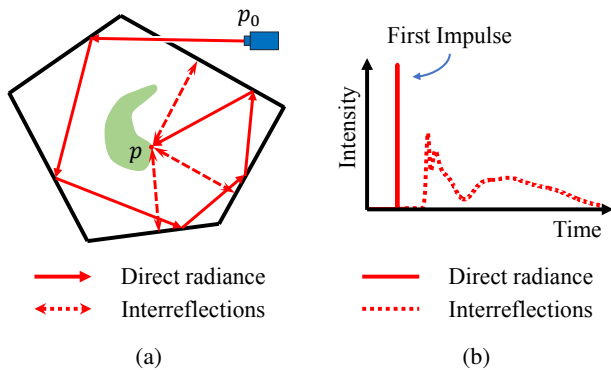 p₀
p
Direct radiance
Interreflections
(a)
First Impulse
Intensity
Time
Direct radiance
Interreflections
(b)